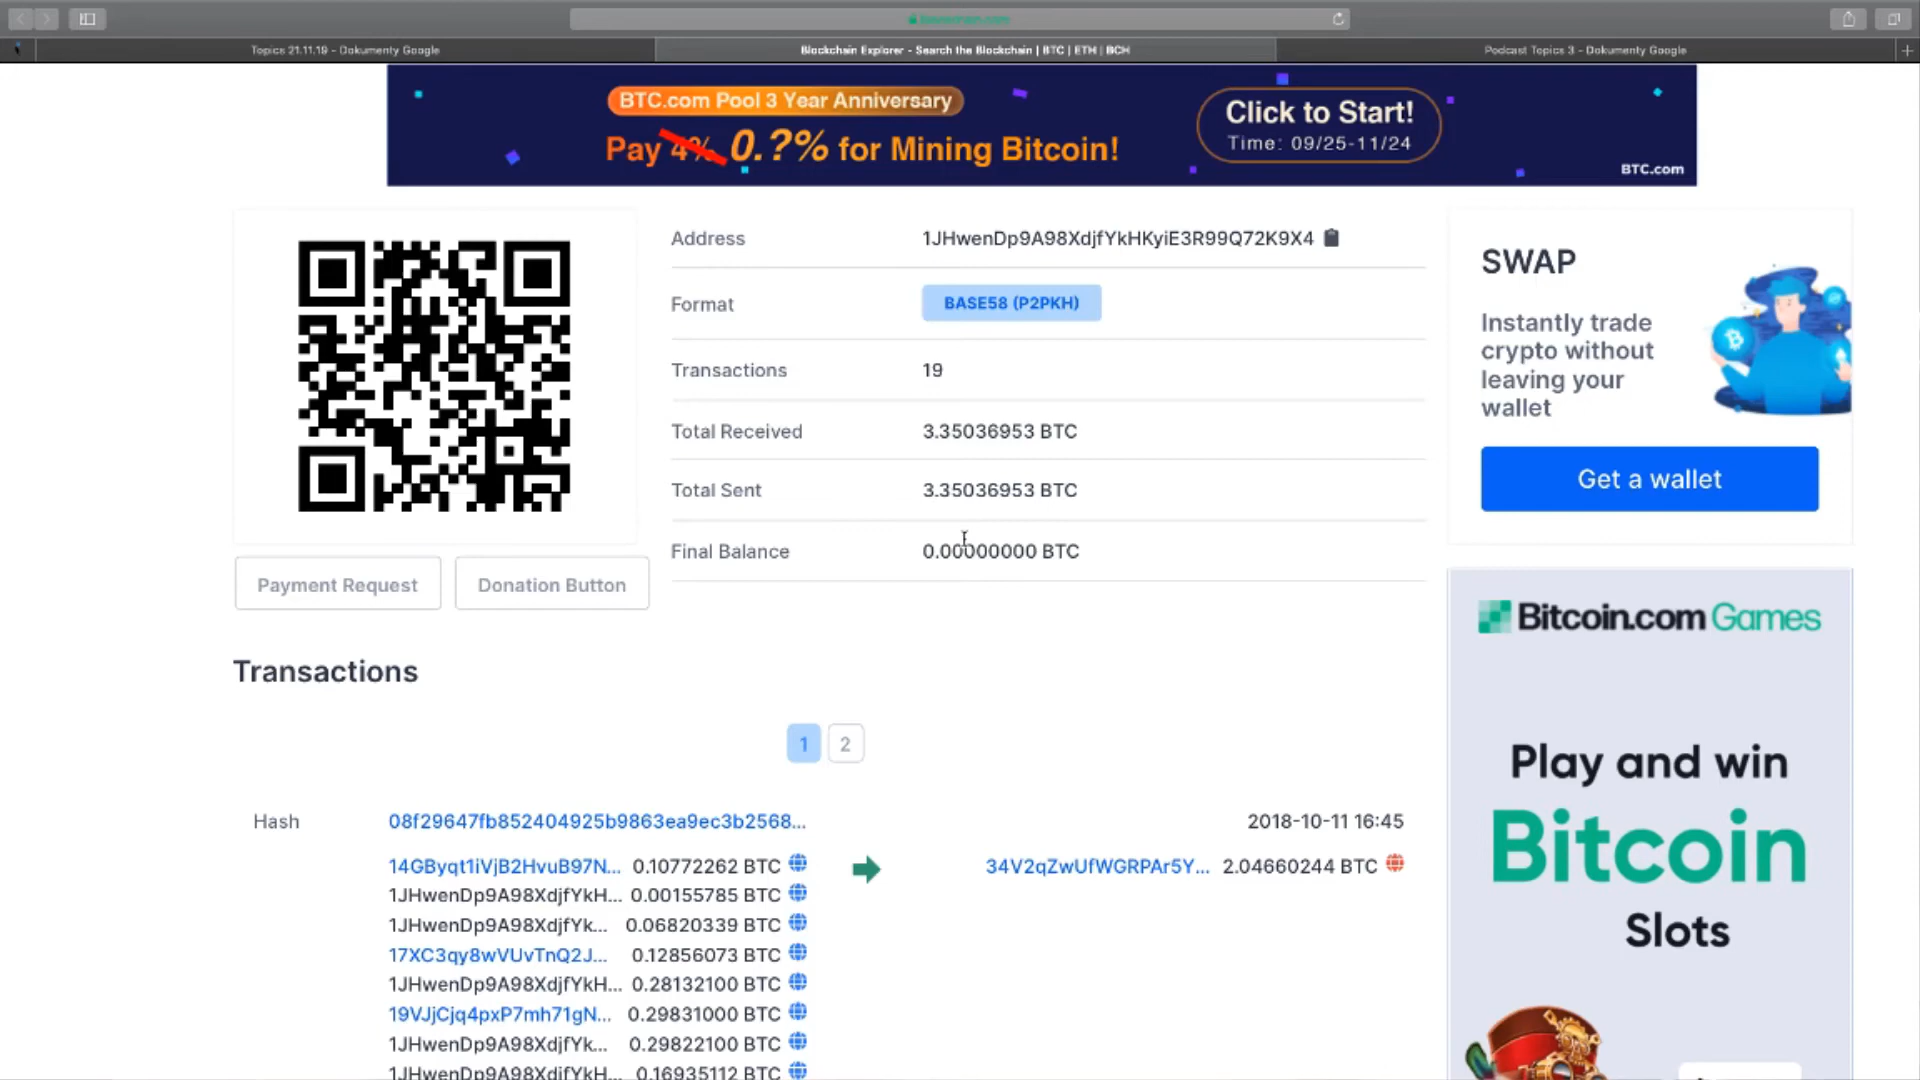 Topics 21.11.19 - Dokumenty Google
Blockchain Explorer - Search the Blockchain | BTC | ETH | BCH
Podcast Topics 3 - Dokumenty Google
BTC.com Pool 3 Year Anniversary
Pay 4% 0.?% for Mining Bitcoin!
Click to Start!
Time: 09/25-11/24
BTC.com
Address 1JHwenDp9A98XdjfYkHKyiE3R99Q72K9X4
Format BASE58 (P2PKH)
Transactions 19
Total Received 3.35036953 BTC
Total Sent 3.35036953 BTC
Final Balance 0.00000000 BTC
Payment Request
Donation Button
SWAP
Instantly trade
crypto without
leaving your
wallet
Get a wallet
Transactions
1 2
Hash 08f29647fb852404925b9863ea9ec3b2568... 2018-10-11 16:45
14GByqt1iVjB2HvuB97N... 0.10772262 BTC 34V2qZwUfWGRPAr5Y... 2.04660244 BTC
1JHwenDp9A98XdjfYkH... 0.00155785 BTC
1JHwenDp9A98XdjfYk... 0.06820339 BTC
17XC3qy8wVUvTnQ2J... 0.12856073 BTC
1JHwenDp9A98XdjfYkH... 0.28132100 BTC
19VJjCjq4pxP7mh71gN... 0.29831000 BTC
1JHwenDp9A98XdjfYk... 0.29822100 BTC
1JHwenDp9A98XdjfYkH... 0.16935112 BTC
Bitcoin.com Games
Play and win
Bitcoin
Slots